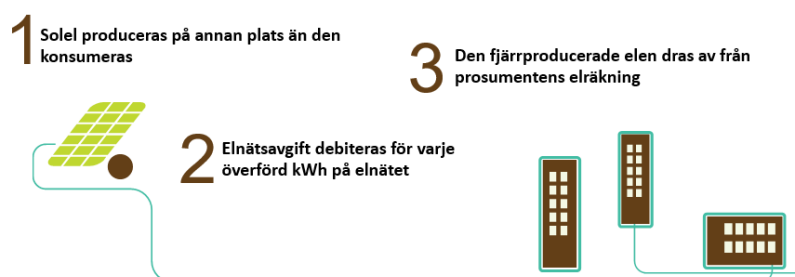 1 Solel produceras på annan plats än den
konsumeras
2 Elnätsavgift debiteras för varje
överförd kWh på elnätet
3 Den fjärrproducerade elen dras av från
prosumentens elräkning